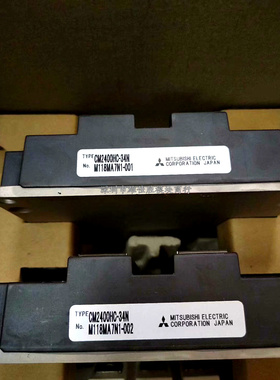 TYPE CM2400HC-34N
No. M118MA7N1-001
MITSUBISHI ELECTRIC
CORPORATION JAPAN
TYPE CM2400HC-34N
No. M118MA7N1-002
MITSUBISHI ELECTRIC
CORPORATION JAPAN